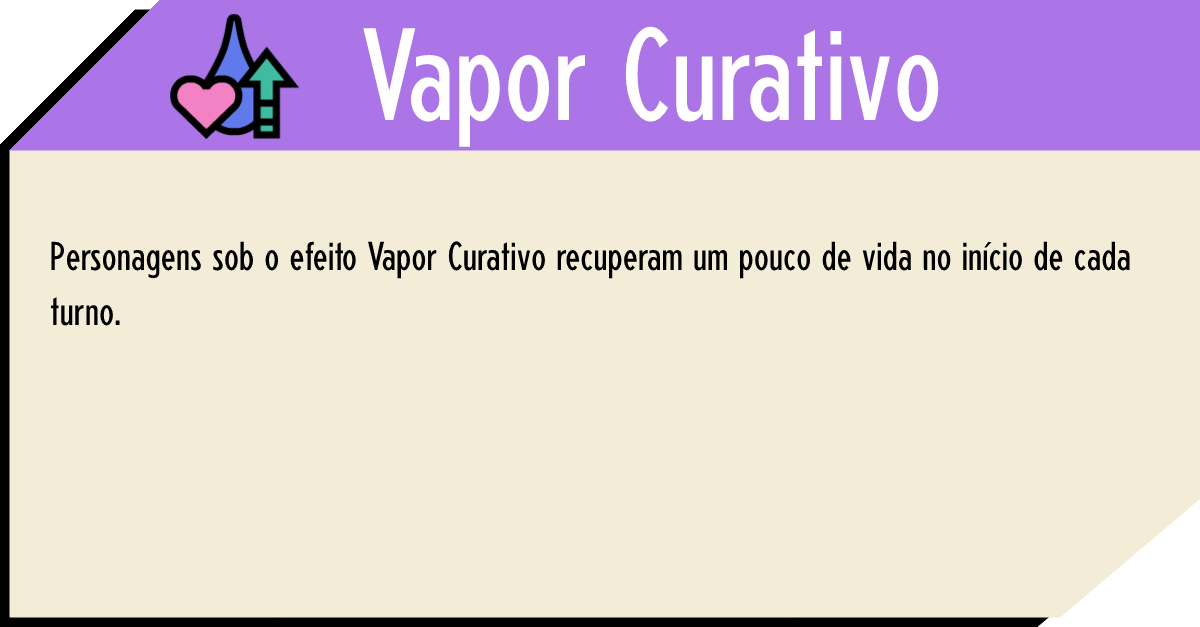 Vapor Curativo
Personagens sob o efeito Vapor Curativo recuperam um pouco de vida no início de cada
turno.